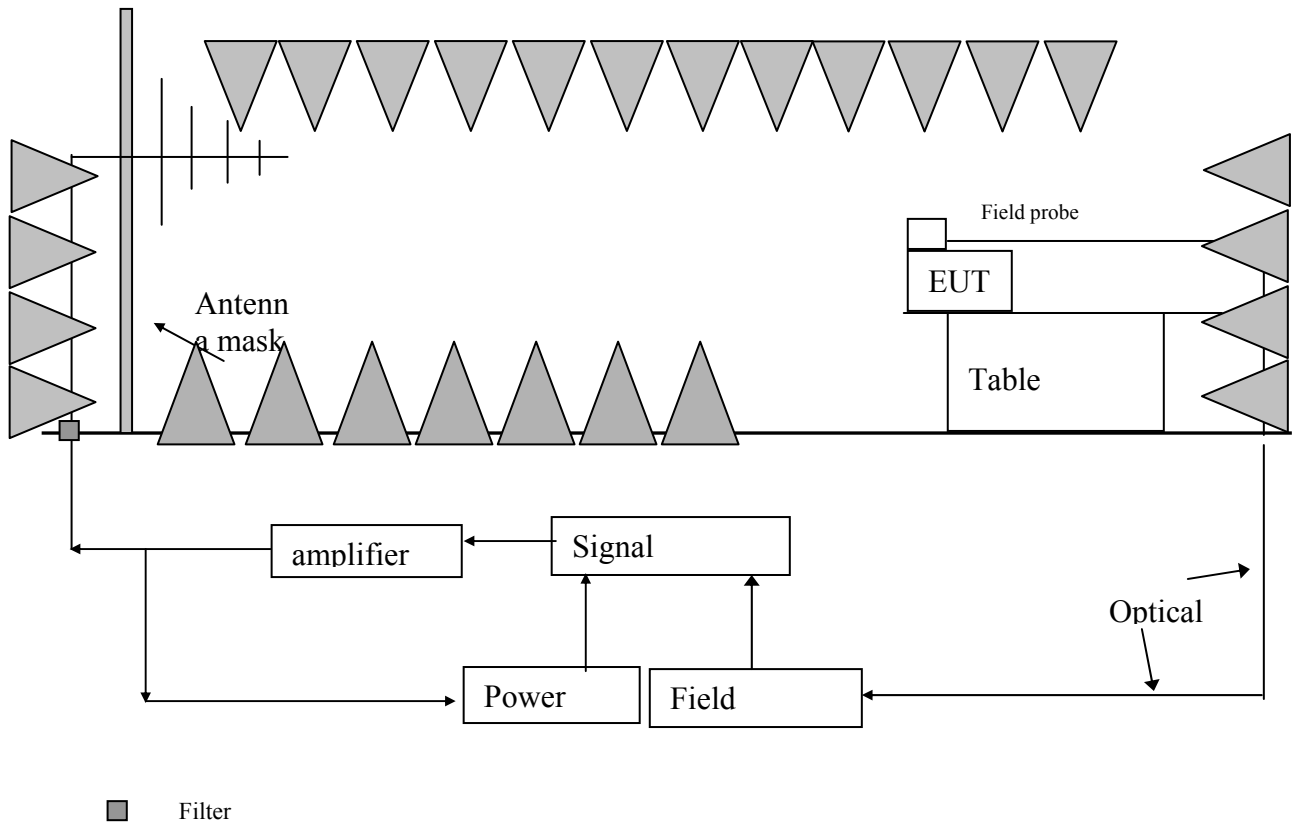 Field probe
EUT
Antenn
a mask
Table
Signal
amplifier
Optical
Power
Field
Filter